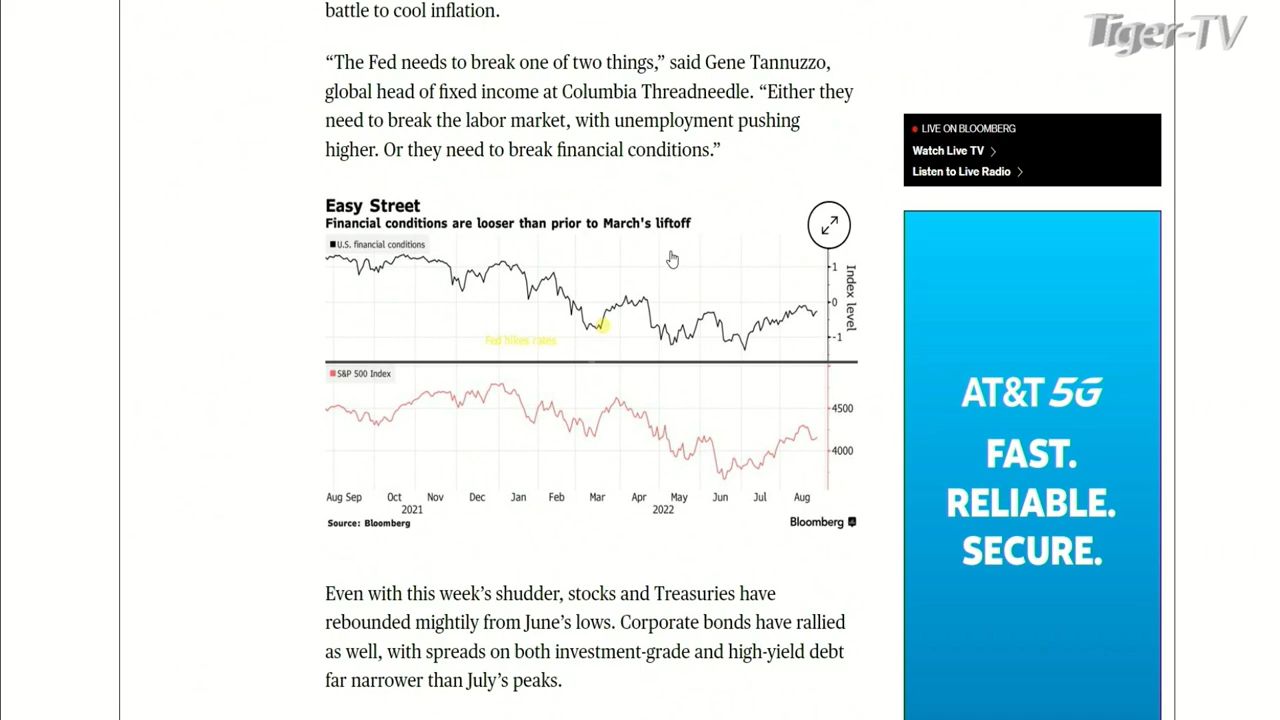 battle to cool inflation.
Tiger-TV
“The Fed needs to break one of two things,” said Gene Tannuzzo,
global head of fixed income at Columbia Threadneedle. “Either they
need to break the labor market, with unemployment pushing
higher. Or they need to break financial conditions.”
LIVE ON BLOOMBERG
Watch Live TV
Listen to Live Radio
Easy Street
Financial conditions are looser than prior to March's liftoff
U.S. financial conditions
1
0
-1
Index level
Fed hikes rates
S&P 500 Index
4500
4000
Aug Sep Oct Nov Dec Jan Feb Mar Apr May Jun Jul Aug
2021 2022
Source: Bloomberg
Bloomberg
AT&T 5G
FAST.
RELIABLE.
SECURE.
Even with this week’s shudder, stocks and Treasuries have
rebounded mightily from June’s lows. Corporate bonds have rallied
as well, with spreads on both investment-grade and high-yield debt
far narrower than July’s peaks.